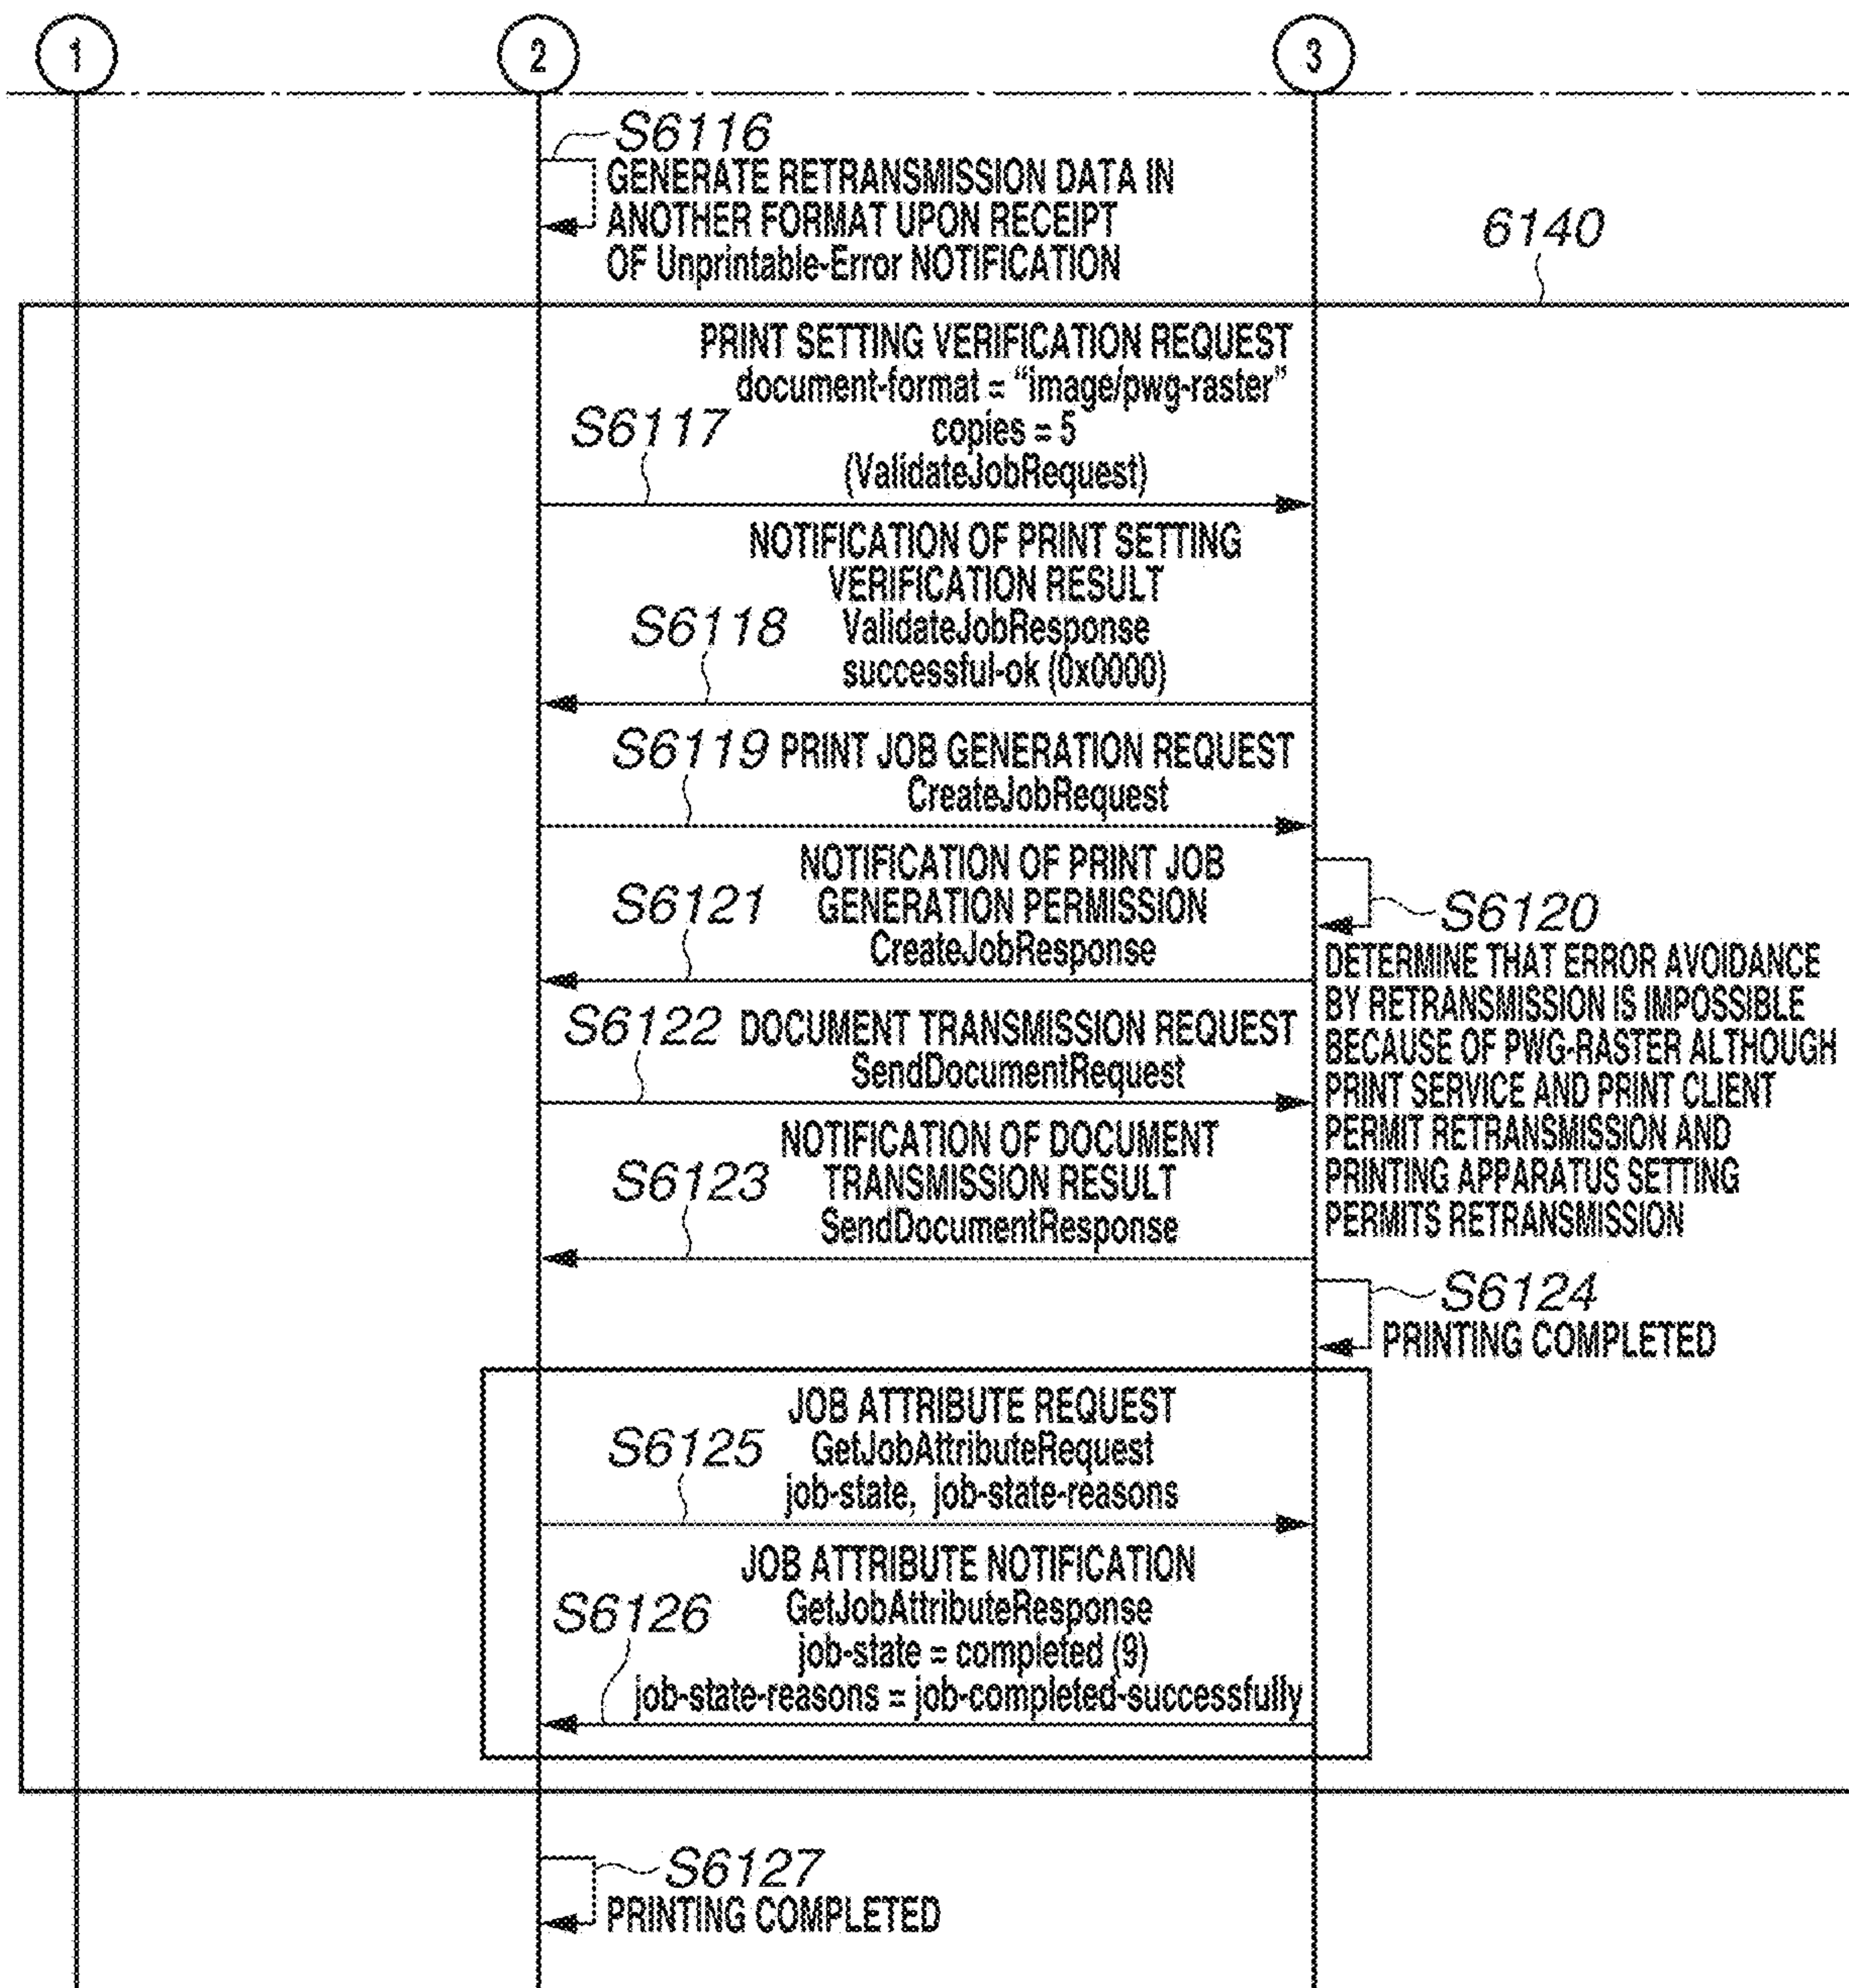 1
2
3
S6116
GENERATE RETRANSMISSION DATA IN
ANOTHER FORMAT UPON RECEIPT
OF Unprintable-Error NOTIFICATION
6140
PRINT SETTING VERIFICATION REQUEST
document-format = “image/pwg-raster”
copies = 5
(ValidateJobRequest)
S6117
NOTIFICATION OF PRINT SETTING
VERIFICATION RESULT
ValidateJobResponse
successful-ok (0x0000)
S6118
S6119
PRINT JOB GENERATION REQUEST
CreateJobRequest
S6120
DETERMINE THAT ERROR AVOIDANCE
BY RETRANSMISSION IS IMPOSSIBLE
BECAUSE OF PWG-RASTER ALTHOUGH
PRINT SERVICE AND PRINT CLIENT
PERMIT RETRANSMISSION AND
PRINTING APPARATUS SETTING
PERMITS RETRANSMISSION
NOTIFICATION OF PRINT JOB
GENERATION PERMISSION
CreateJobResponse
S6121
S6122
DOCUMENT TRANSMISSION REQUEST
SendDocumentRequest
NOTIFICATION OF DOCUMENT
TRANSMISSION RESULT
SendDocumentResponse
S6123
S6124
PRINTING COMPLETED
JOB ATTRIBUTE REQUEST
GetJobAttributeRequest
job-state, job-state-reasons
S6125
JOB ATTRIBUTE NOTIFICATION
GetJobAttributeResponse
job-state = completed (9)
job-state-reasons = job-completed-successfully
S6126
S6127
PRINTING COMPLETED